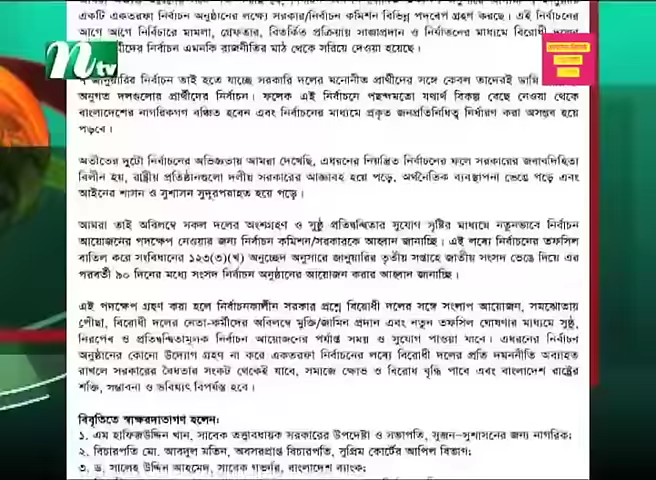 একটি একতরফা নির্বাচন অনুষ্ঠানের লক্ষ্যে সরকার/নির্বাচন কমিশন বিভিন্ন পদক্ষেপ গ্রহণ করছে। এই নির্বাচনের
আগে আগে নির্বিচারে মামলা, গ্রেফতার, বিতর্কিত প্রক্রিয়ায় সাজাপ্রদান ও নির্যাতনের মাধ্যমে বিরোধী দলের
নির্বাচন এমনকি রাজনীতির মাঠ থেকে সরিয়ে দেওয়া হয়েছে।
ntv
নির্বাচন তাই হতে যাচ্ছে সরকারি দলের মনোনীত প্রার্থীদের সঙ্গে কেবল তাদেরই ডামি
অনুগত দলগুলোর প্রার্থীদের নির্বাচন। ফলে এই নির্বাচনে পছন্দমতো যথার্থ বিকল্প বেছে নেওয়া থেকে
বাংলাদেশের নাগরিকগণ বঞ্চিত হবেন এবং নির্বাচনের মাধ্যমে প্রকৃত জনপ্রতিনিধিত্ব নির্ধারণ করা অসম্ভব হয়ে
পড়বে।
অতীতের দুটো নির্বাচনের অভিজ্ঞতায় আমরা দেখেছি, এধরনের নিয়ন্ত্রিত নির্বাচনের ফলে সরকারের জবাবদিহিতা
বিলীন হয়, রাষ্ট্রীয় প্রতিষ্ঠানগুলো দলীয় সরকারের আজ্ঞাবহ হয়ে পড়ে, অর্থনৈতিক ব্যবস্থাপনা ভেঙে পড়ে এবং
আইনের শাসন ও সুশাসন সুদূরপরাহত হয়ে পড়ে।
আমরা তাই অবিলম্বে সকল দলের অংশগ্রহণ ও সুষ্ঠু প্রতিদ্বন্দ্বিতার সুযোগ সৃষ্টির মাধ্যমে নতুনভাবে নির্বাচন
আয়োজনের পদক্ষেপ নেওয়ার জন্য নির্বাচন কমিশন/সরকারকে আহ্বান জানাচ্ছি। এই লক্ষ্যে নির্বাচনের তফসিল
বাতিল করে সংবিধানের ১২৩(৩)(খ) অনুচ্ছেদ অনুসারে জানুয়ারির তৃতীয় সপ্তাহে জাতীয় সংসদ ভেঙে দিয়ে এর
পরবর্তী ৯০ দিনের মধ্যে সংসদ নির্বাচন অনুষ্ঠানের আয়োজন করার আহ্বান জানাচ্ছি।
এই পদক্ষেপ গ্রহণ করা হলে নির্বাচনকালীন সরকার প্রশ্নে বিরোধী দলের সঙ্গে সংলাপ আয়োজন, সমঝোতায়
পৌঁছা, বিরোধী দলের নেতা-কর্মীদের অবিলম্বে মুক্তি/জামিন প্রদান এবং নতুন তফসিল ঘোষণার মাধ্যমে সুষ্ঠু,
নিরপেক্ষ ও প্রতিদ্বন্দ্বিতামূলক নির্বাচন আয়োজনের পর্যাপ্ত সময় ও সুযোগ পাওয়া যাবে। এধরনের নির্বাচন
অনুষ্ঠানের কোনো উদ্যোগ গ্রহণ না করে একতরফা নির্বাচনের লক্ষ্যে বিরোধী দলের প্রতি দমননীতি অব্যাহত
রাখলে সরকারের বৈধতার সংকট থেকেই যাবে, সমাজে ক্ষোভ ও বিরোধ বৃদ্ধি পাবে এবং বাংলাদেশ রাষ্ট্রের
শক্তি, সম্ভাবনা ও ভবিষ্যৎ বিপর্যস্ত হবে।
বিবৃতিতে স্বাক্ষরদাতাগণ হলেন:
১. এম হাফিজউদ্দিন খান, সাবেক তত্ত্বাবধায়ক সরকারের উপদেষ্টা ও সভাপতি, সুজন-সুশাসনের জন্য নাগরিক;
২. বিচারপতি মো. আবদুল মতিন, অবসরপ্রাপ্ত বিচারপতি, সুপ্রিম কোর্টের আপিল বিভাগ;
৩. ড. সালেহ উদ্দিন আহমেদ, সাবেক গভর্নর, বাংলাদেশ ব্যাংক;